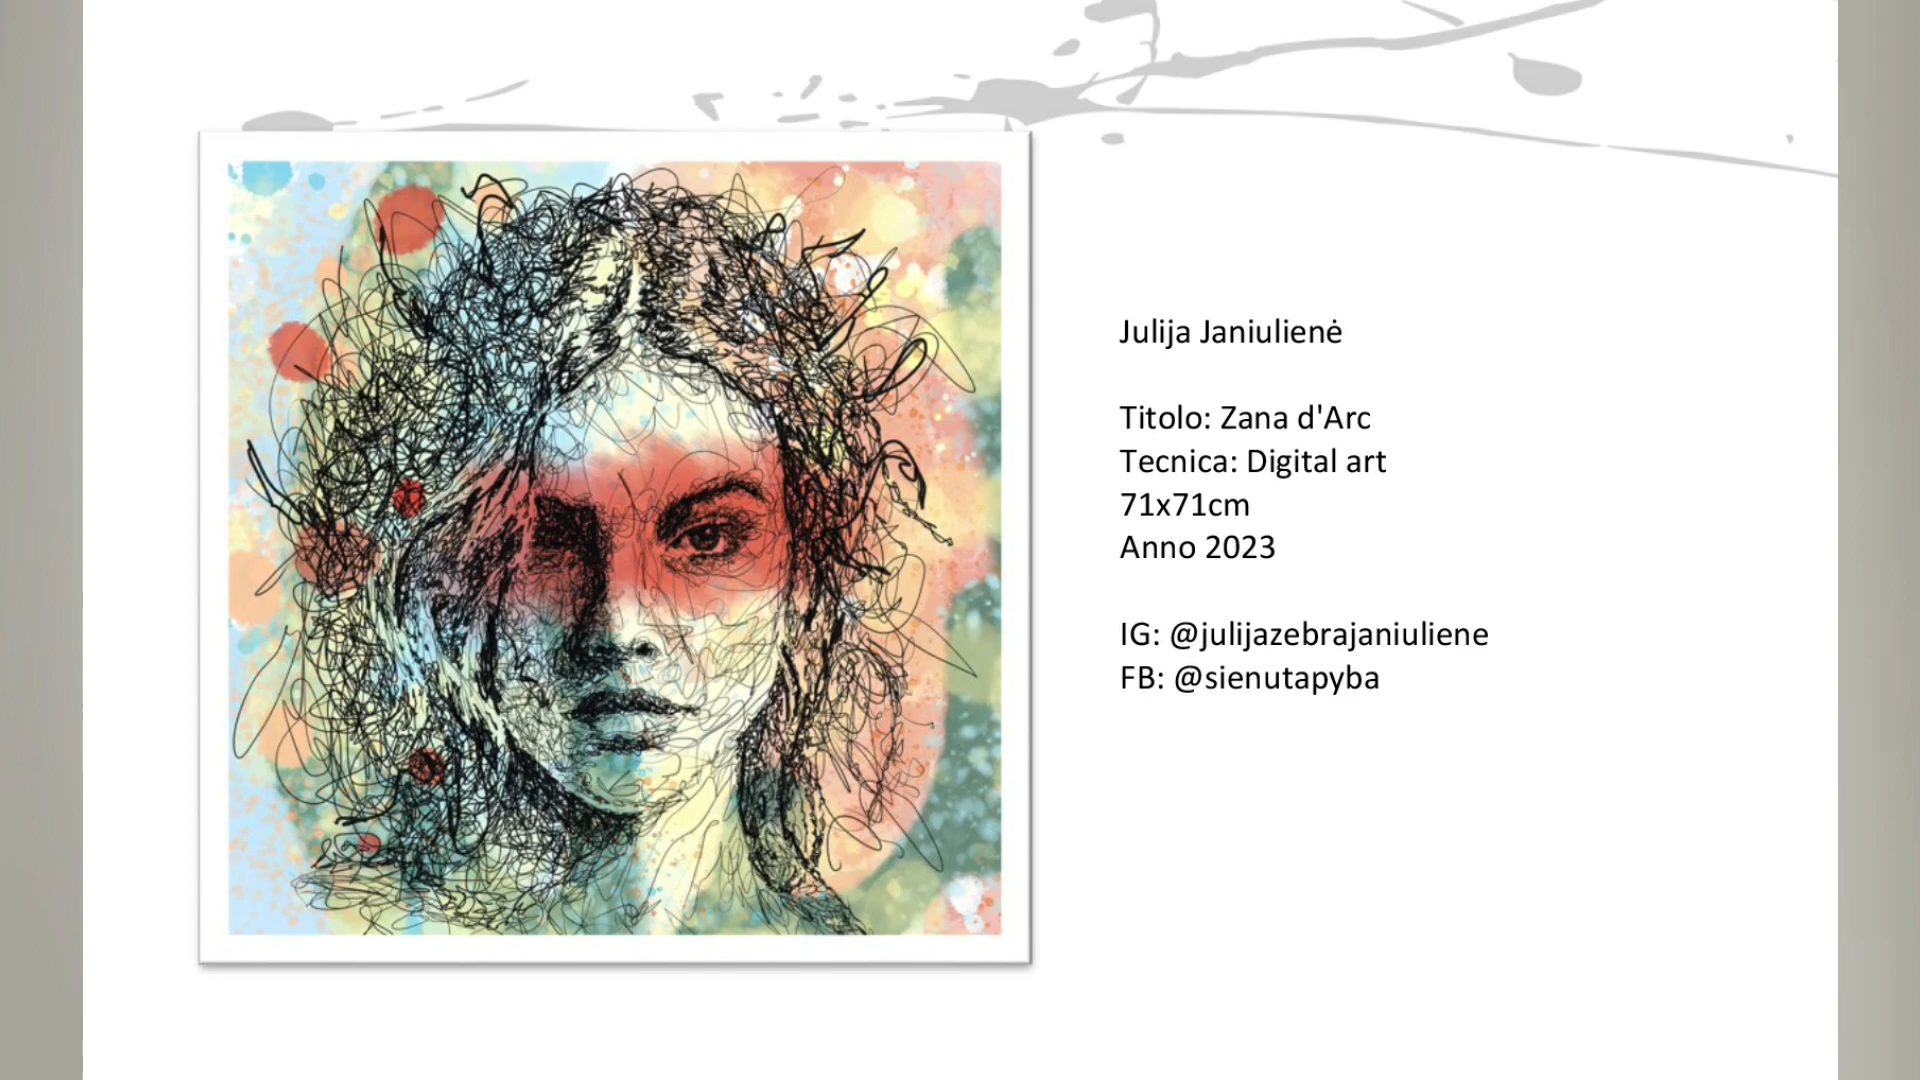 Julija Janiulienė
Titolo: Zana d'Arc
Tecnica: Digital art
71x71cm
Anno 2023
IG: @julijazebrajaniuliene
FB: @sienutapyba